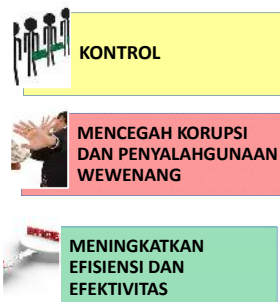 KONTROL
MENCEGAH KORUPSI
DAN PENYALAHGUNAAN
WEWENANG
MENINGKATKAN
EFISIENSI DAN
EFEKTIVITAS